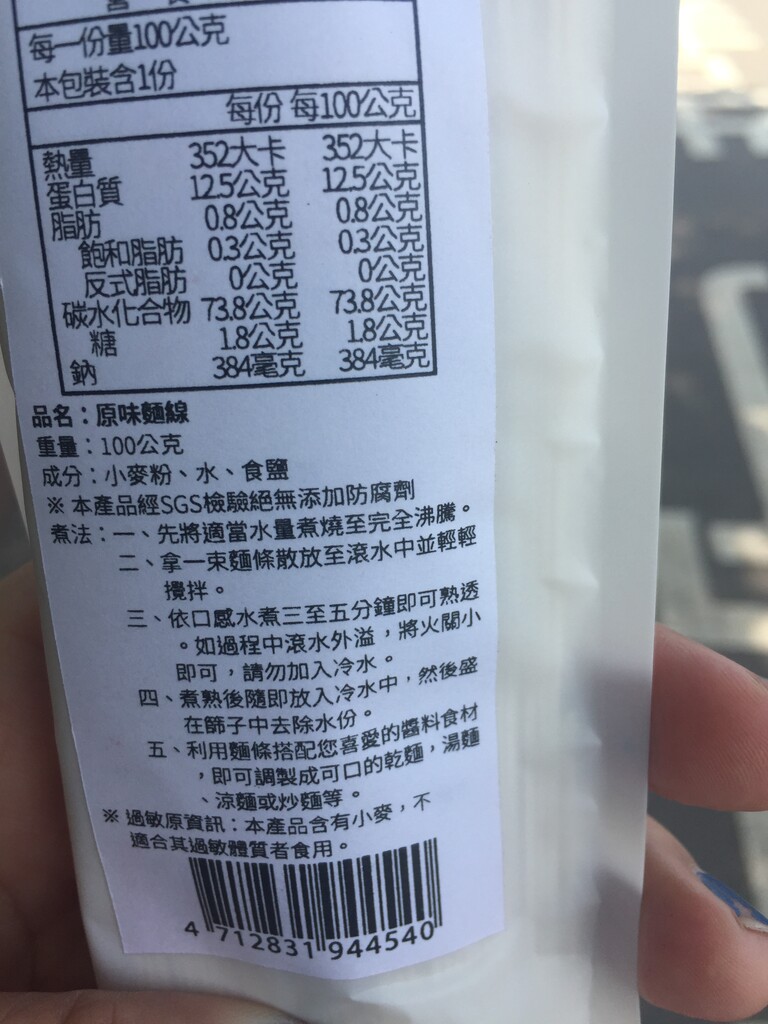 每一份量100公克
本包裝含1份
每份 每100公克
熱量 352大卡 352大卡
蛋白質 12.5公克 12.5公克
脂肪 0.8公克 0.8公克
飽和脂肪 0.3公克 0.3公克
反式脂肪 0公克 0公克
碳水化合物 73.8公克 73.8公克
糖 1.8公克 1.8公克
鈉 384毫克 384毫克
品名：原味麵線
重量：100公克
成分：小麥粉、水、食鹽
※本產品經SGS檢驗絕無添加防腐劑
煮法：一、先將適當水量煮燒至完全沸騰。
二、拿一束麵條散放至滾水中並輕輕
攪拌。
三、依口感水煮三至五分鐘即可熟透
。如過程中滾水外溢，將火關小
即可，請勿加入冷水。
四、煮熟後隨即放入冷水中，然後盛
在篩子中去除水份。
五、利用麵條搭配您喜愛的醬料食材
，即可調製成可口的乾麵，湯麵
、涼麵或炒麵等。
※ 過敏原資訊：本產品含有小麥，不
適合其過敏體質者食用。
4 712831 944540